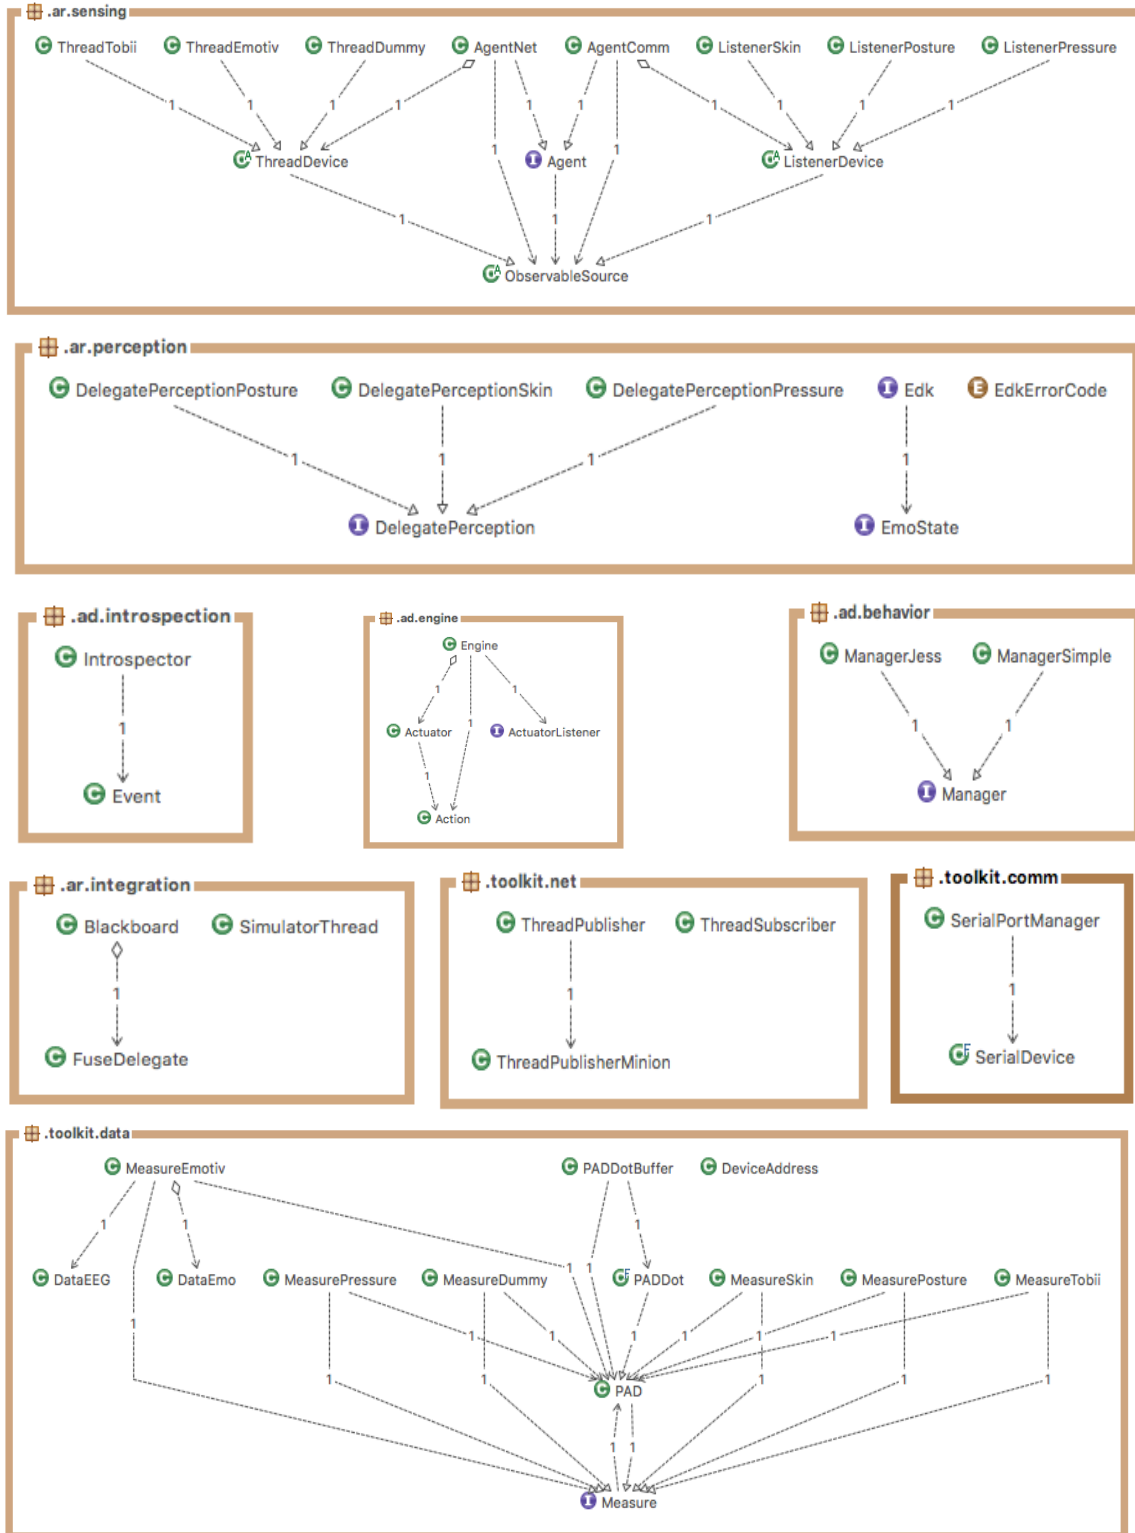 .ar.sensing
ThreadTobii ThreadEmotiv ThreadDummy AgentNet AgentComm ListenerSkin ListenerPosture ListenerPressure
1 1 1 1 1 1 1 1 1 1
ThreadDevice 1 Agent 1 ListenerDevice
1 1 1
ObservableSource
.ar.perception
DelegatePerceptionPosture DelegatePerceptionSkin DelegatePerceptionPressure Edk EdkErrorCode
1 1 1 1
DelegatePerception EmoState
.ad.introspection
Introspector
1
Event
.ad.engine
Engine
1 1 1
Actuator ActuatorListener
1
Action
.ad.behavior
ManagerJess ManagerSimple
1 1
Manager
.ar.integration
Blackboard SimulatorThread
1
FuseDelegate
.toolkit.net
ThreadPublisher ThreadSubscriber
1
ThreadPublisherMinion
.toolkit.comm
SerialPortManager
1
SerialDevice
.toolkit.data
MeasureEmotiv PADDotBuffer DeviceAddress
1 1 1
1 1
DataEEG DataEmo MeasurePressure MeasureDummy PADDot MeasureSkin MeasurePosture MeasureTobii
1 1 1 1 1 1 1
1 1 1 1 1
PAD
1 1
Measure